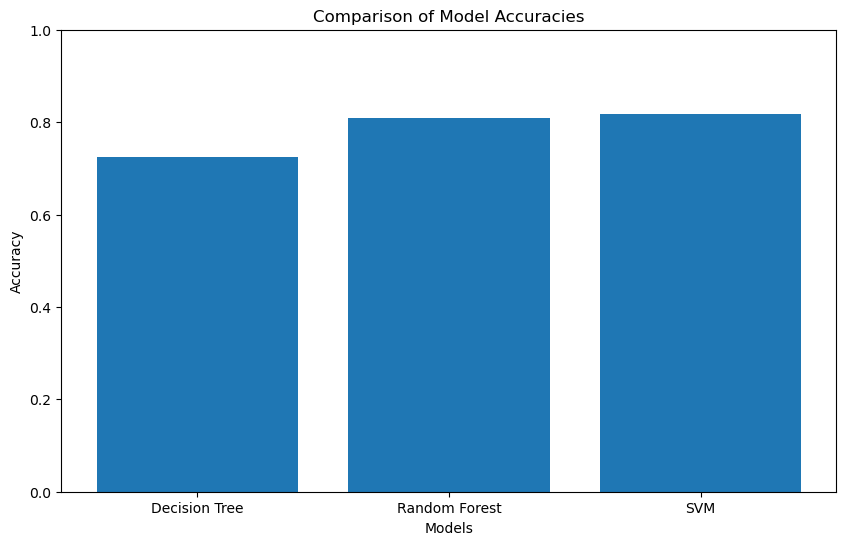 Comparison of Model Accuracies
1.0
0.8
0.6
0.4
0.2
0.0
Accuracy
Decision Tree
Random Forest
SVM
Models